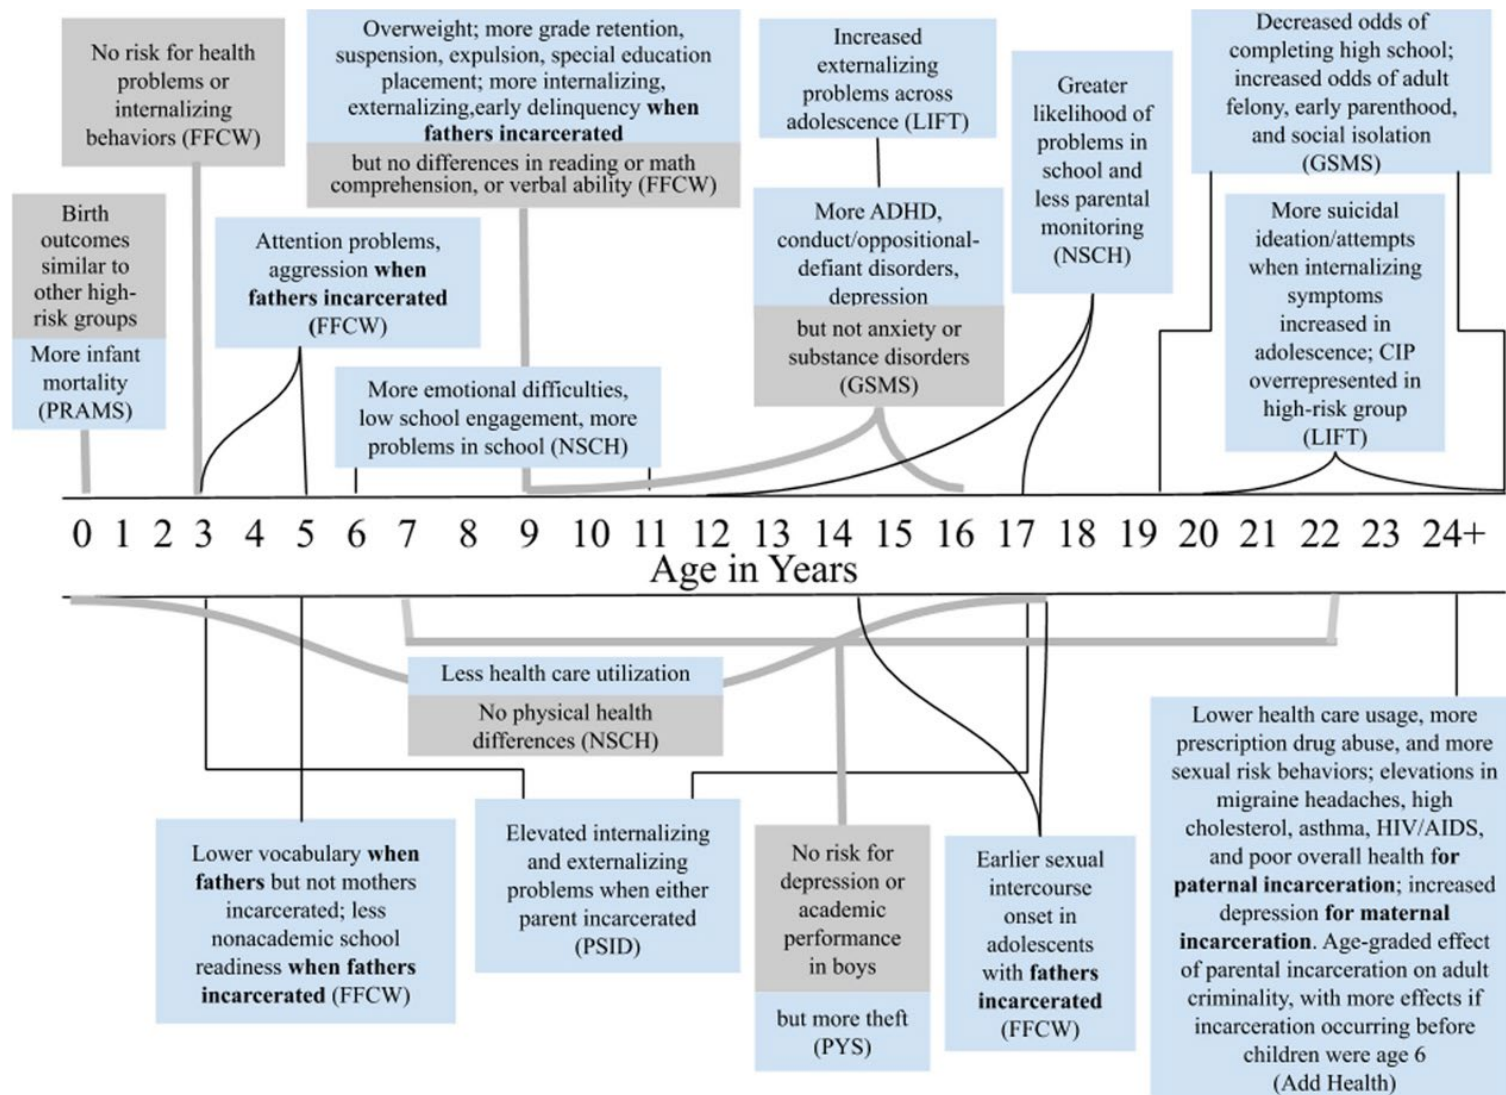 No risk for health
problems or
internalizing
behaviors (FFCW)
Birth
outcomes
similar to
other high-
risk groups
More infant
mortality
(PRAMS)
Overweight; more grade retention,
suspension, expulsion, special education
placement; more internalizing,
externalizing,early delinquency when
fathers incarcerated
but no differences in reading or math
comprehension, or verbal ability (FFCW)
Attention problems,
aggression when
fathers incarcerated
(FFCW)
More emotional difficulties,
low school engagement, more
problems in school (NSCH)
Increased
externalizing
problems across
adolescence (LIFT)
More ADHD,
conduct/oppositional-
defiant disorders,
depression
but not anxiety or
substance disorders
(GSMS)
Greater
likelihood of
problems in
school and
less parental
monitoring
(NSCH)
Decreased odds of
completing high school;
increased odds of adult
felony, early parenthood,
and social isolation
(GSMS)
More suicidal
ideation/attempts
when internalizing
symptoms
increased in
adolescence; CIP
overrepresented in
high-risk group
(LIFT)
0 1 2 3 4 5 6 7 8 9 10 11 12 13 14 15 16 17 18 19 20 21 22 23 24+
Age in Years
Less health care utilization
No physical health
differences (NSCH)
Lower vocabulary when
fathers but not mothers
incarcerated; less
nonacademic school
readiness when fathers
incarcerated (FFCW)
Elevated internalizing
and externalizing
problems when either
parent incarcerated
(PSID)
No risk for
depression or
academic
performance
in boys
but more theft
(PYS)
Earlier sexual
intercourse
onset in
adolescents
with fathers
incarcerated
(FFCW)
Lower health care usage, more
prescription drug abuse, and more
sexual risk behaviors; elevations in
migraine headaches, high
cholesterol, asthma, HIV/AIDS,
and poor overall health for
paternal incarceration; increased
depression for maternal
incarceration. Age-graded effect
of parental incarceration on adult
criminality, with more effects if
incarceration occurring before
children were age 6
(Add Health)